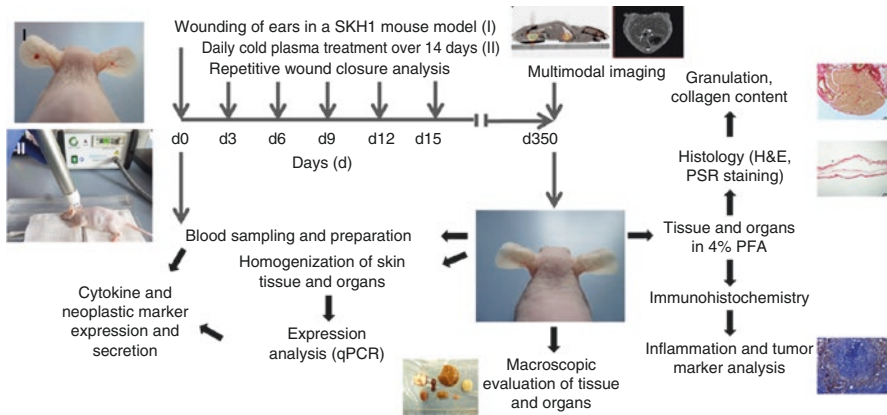 Wounding of ears in a SKH1 mouse model (I)
Daily cold plasma treatment over 14 days (II)
Repetitive wound closure analysis
I
II
Multimodal imaging
d0
d3
d6
d9
d12
d15
d350
Days (d)
Granulation,
collagen content
Histology (H&E,
PSR staining)
Tissue and organs
in 4% PFA
Immunohistochemistry
Inflammation and tumor
marker analysis
Blood sampling and preparation
Homogenization of skin
tissue and organs
Cytokine and
neoplastic marker
expression and
secretion
Expression
analysis (qPCR)
Macroscopic
evaluation of tissue
and organs